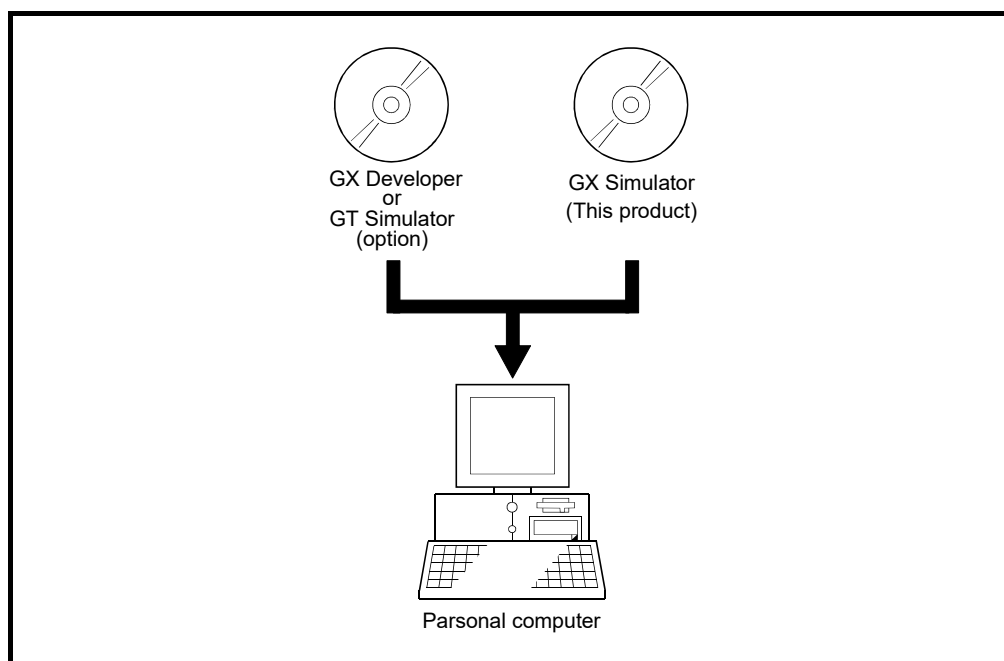 GX Developer
or
GT Simulator
(option)
GX Simulator
(This product)
Parsonal computer